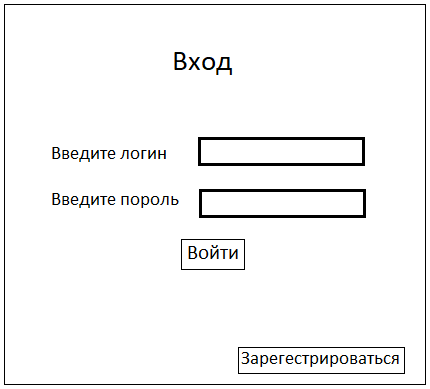 Вход
Введите логин
Введите пороль
Войти
Зарегестрироваться